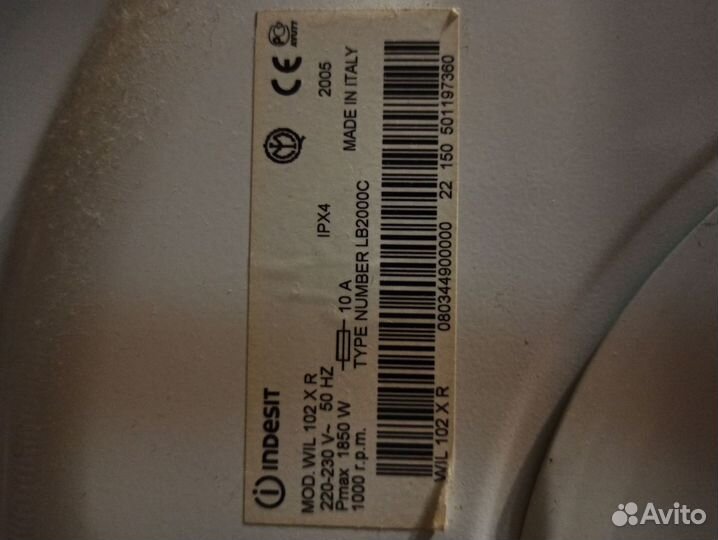 INDESIT
MOD. WIL 102 X R
220-230 V~ 50 HZ
Pmax 1850 W
1000 r.p.m.
10 A
IPX4
TYPE NUMBER LB2000C
CE
2005
MADE IN ITALY
WIL 102 X R 080344900000 22 150 501197360
Avito